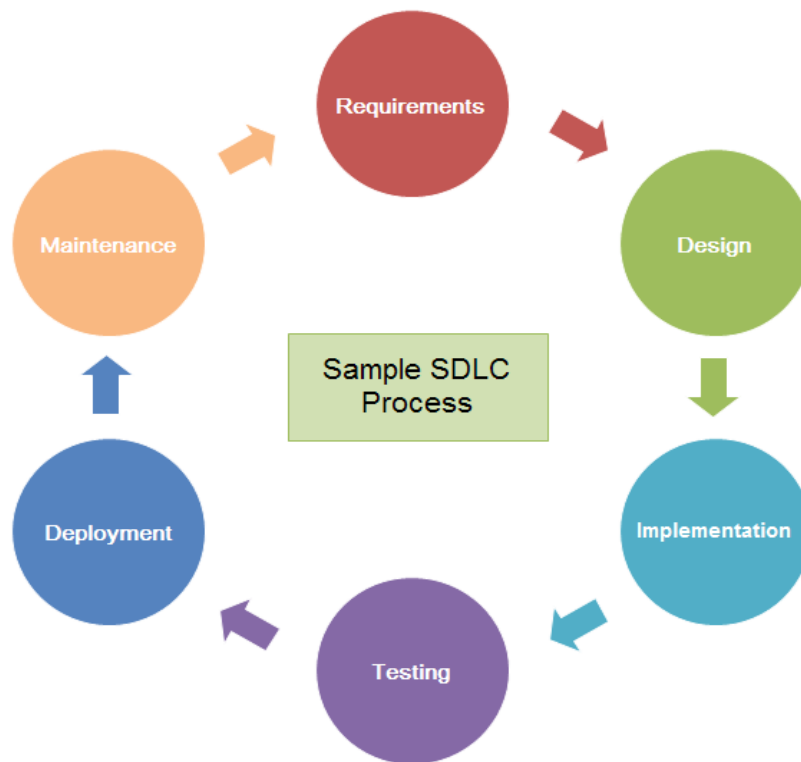 Requirements
Design
Implementation
Testing
Deployment
Maintenance
Sample SDLC
Process